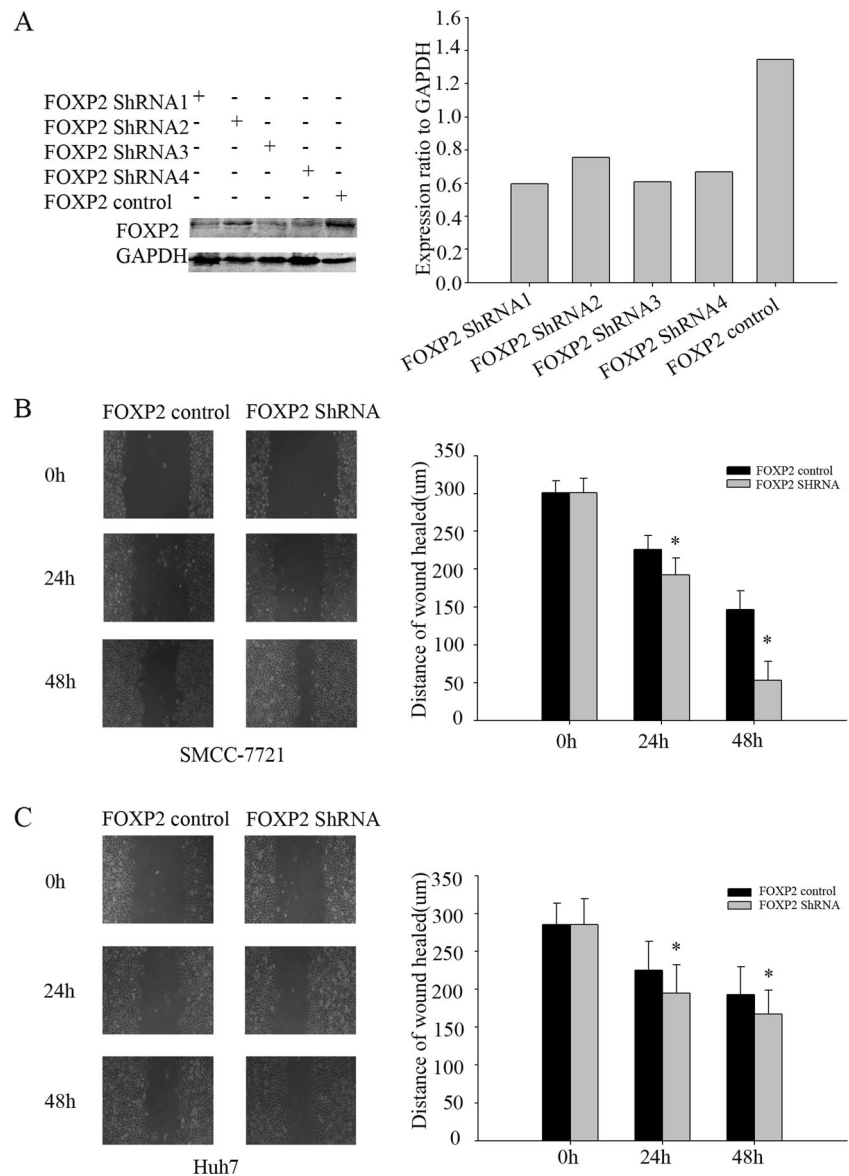 A
FOXP2 ShRNA1 + - - - -
FOXP2 ShRNA2 - + - - -
FOXP2 ShRNA3 - - + - -
FOXP2 ShRNA4 - - - + -
FOXP2 control - - - - +
FOXP2
GAPDH
Expression ratio to GAPDH
1.6
1.4
1.2
1.0
0.8
0.6
0.4
0.2
0.0
FOXP2 ShRNA1
FOXP2 ShRNA2
FOXP2 ShRNA3
FOXP2 ShRNA4
FOXP2 control
B
FOXP2 control FOXP2 ShRNA
0h
24h
48h
SMCC-7721
Distance of wound healed(um)
350
300
250
200
150
100
50
0
FOXP2 control
FOXP2 SHRNA
*
*
0h 24h 48h
C
FOXP2 control FOXP2 ShRNA
0h
24h
48h
Huh7
Distance of wound healed(um)
350
300
250
200
150
100
50
0
FOXP2 control
FOXP2 ShRNA
*
*
0h 24h 48h